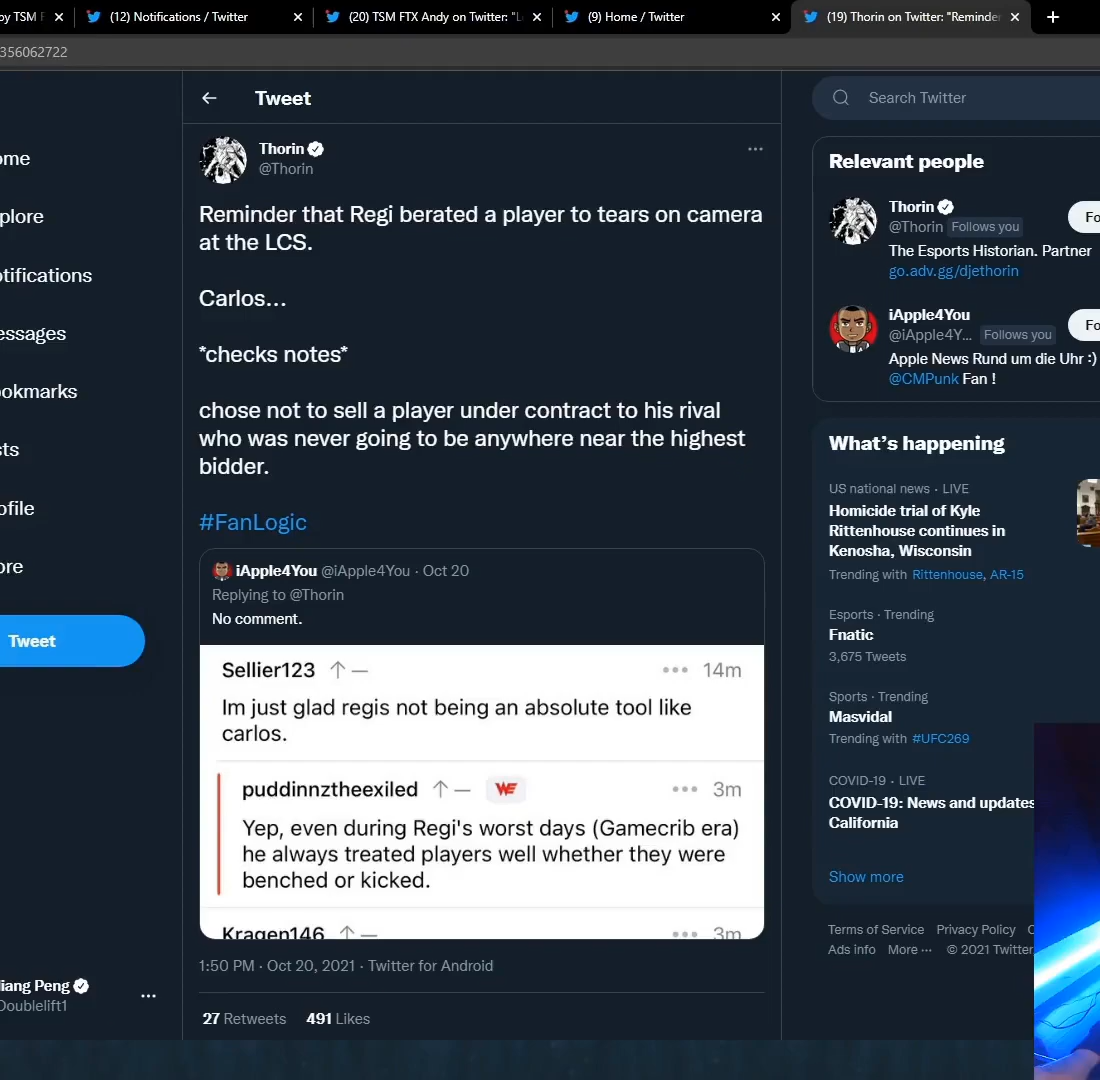 by TSM F
(12) Notifications / Twitter
(20) TSM FTX Andy on Twitter: "L
(9) Home / Twitter
(19) Thorin on Twitter: "Reminder
356062722
Tweet
Search Twitter
ome
plore
otifications
essages
ookmarks
sts
ofile
ore
Tweet
iang Peng
Doublelift1
Thorin
@Thorin
Reminder that Regi berated a player to tears on camera
at the LCS.
Carlos...
*checks notes*
chose not to sell a player under contract to his rival
who was never going to be anywhere near the highest
bidder.
#FanLogic
iApple4You @iApple4You · Oct 20
Replying to @Thorin
No comment.
Sellier123 14m
Im just glad regis not being an absolute tool like
carlos.
puddinnztheexiled WE 3m
Yep, even during Regi's worst days (Gamecrib era)
he always treated players well whether they were
benched or kicked.
Kragen146 3m
1:50 PM · Oct 20, 2021 · Twitter for Android
27 Retweets 491 Likes
Relevant people
Thorin
@Thorin Follows you
Fo
The Esports Historian. Partner
go.adv.gg/djethorin
iApple4You
@iApple4Y... Follows you
Fo
Apple News Rund um die Uhr :)
@CMPunk Fan !
What's happening
US national news · LIVE
Homicide trial of Kyle
Rittenhouse continues in
Kenosha, Wisconsin
Trending with Rittenhouse, AR-15
Esports · Trending
Fnatic
3,675 Tweets
Sports · Trending
Masvidal
Trending with #UFC269
COVID-19 · LIVE
COVID-19: News and updates
California
Show more
Terms of Service Privacy Policy C
Ads info More ... © 2021 Twitter